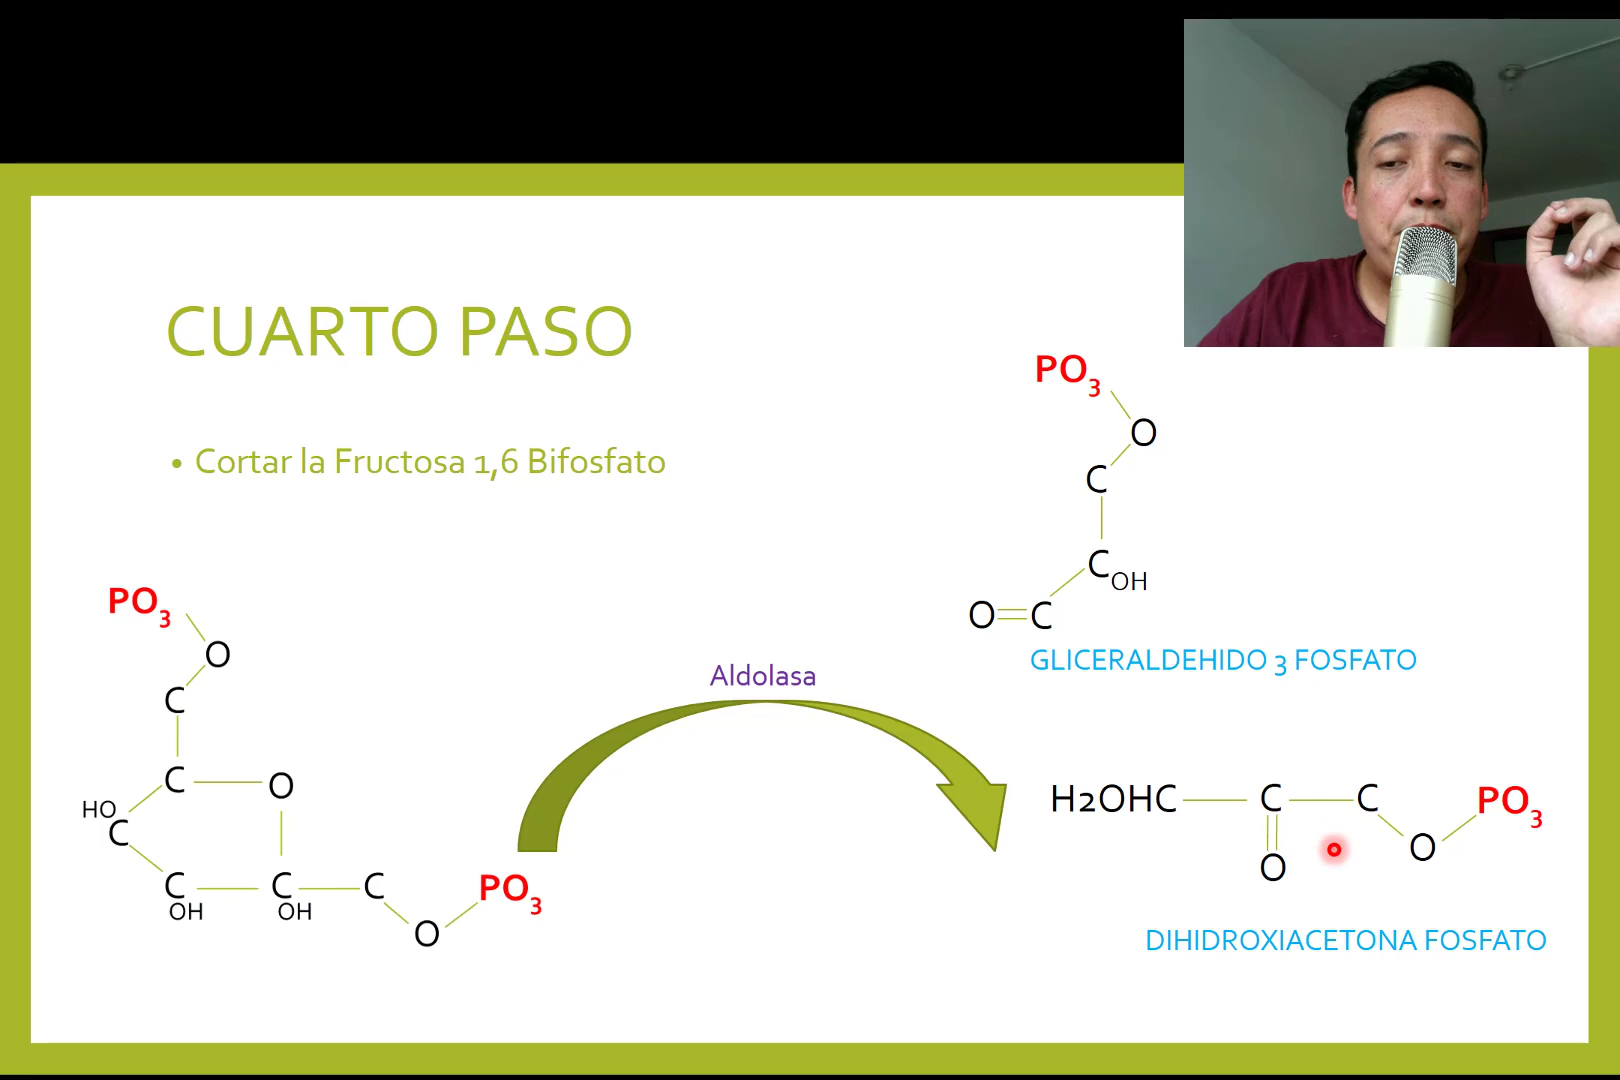 CUARTO PASO
• Cortar la Fructosa 1,6 Bifosfato
PO3
O
C
C OH
O C
GLICERALDEHIDO 3 FOSFATO
PO3
O
C
C O
HO
C
C C C
OH OH
O
PO3
Aldolasa
H2OHC C C PO3
O O
DIHIDROXIACETONA FOSFATO